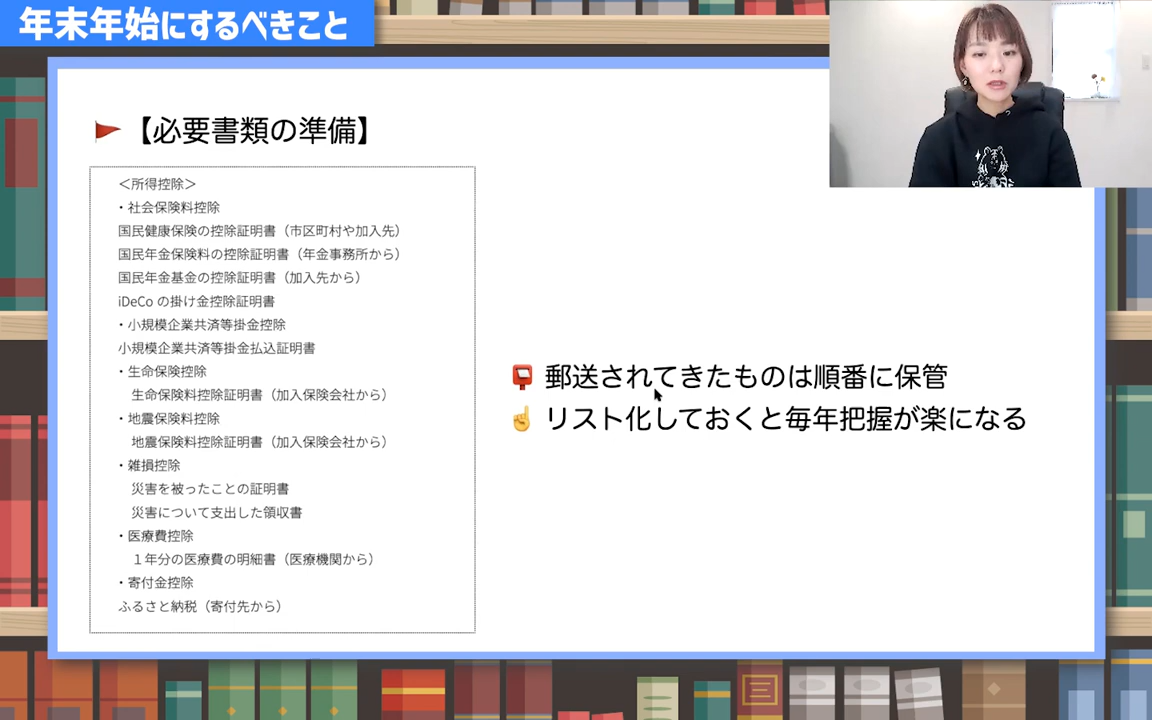 年末年始にするべきこと
【必要書類の準備】
＜所得控除＞
・社会保険料控除
国民健康保険の控除証明書（市区町村や加入先）
国民年金保険料の控除証明書（年金事務所から）
国民年金基金の控除証明書（加入先から）
iDeCo の掛け金控除証明書
・小規模企業共済等掛金控除
小規模企業共済等掛金払込証明書
・生命保険控除
生命保険料控除証明書（加入保険会社から）
・地震保険料控除
地震保険料控除証明書（加入保険会社から）
・雑損控除
災害を被ったことの証明書
災害について支出した領収書
・医療費控除
１年分の医療費の明細書（医療機関から）
・寄付金控除
ふるさと納税（寄付先から）
郵送されてきたものは順番に保管
リスト化しておくと毎年把握が楽になる